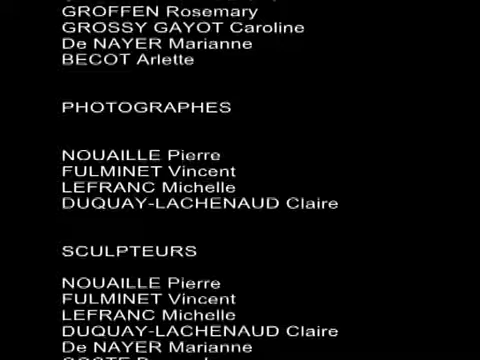 GROFFEN Rosemary
GROSSY GAYOT Caroline
De NAYER Marianne
BECOT Arlette
PHOTOGRAPHES
NOUAILLE Pierre
FULMINET Vincent
LEFRANC Michelle
DUQUAY-LACHENAUD Claire
SCULPTEURS
NOUAILLE Pierre
FULMINET Vincent
LEFRANC Michelle
DUQUAY-LACHENAUD Claire
De NAYER Marianne